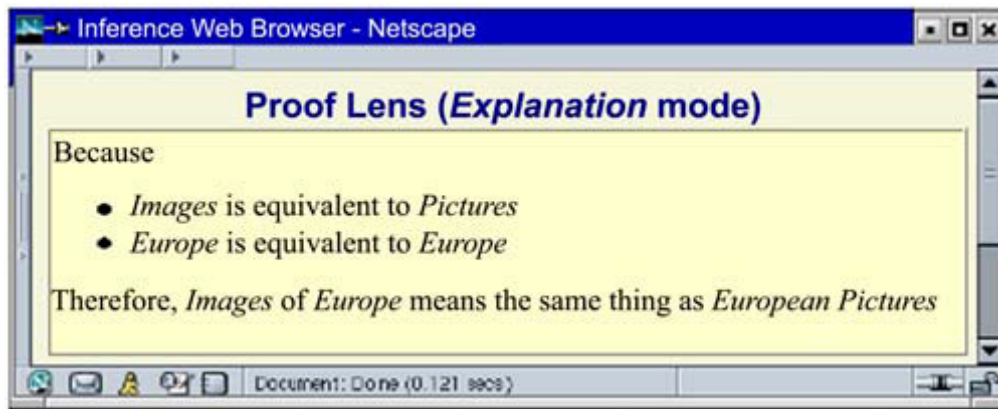 Inference Web Browser - Netscape
Proof Lens (Explanation mode)
Because
• Images is equivalent to Pictures
• Europe is equivalent to Europe
Therefore, Images of Europe means the same thing as European Pictures
Document: Done (0.121 secs)